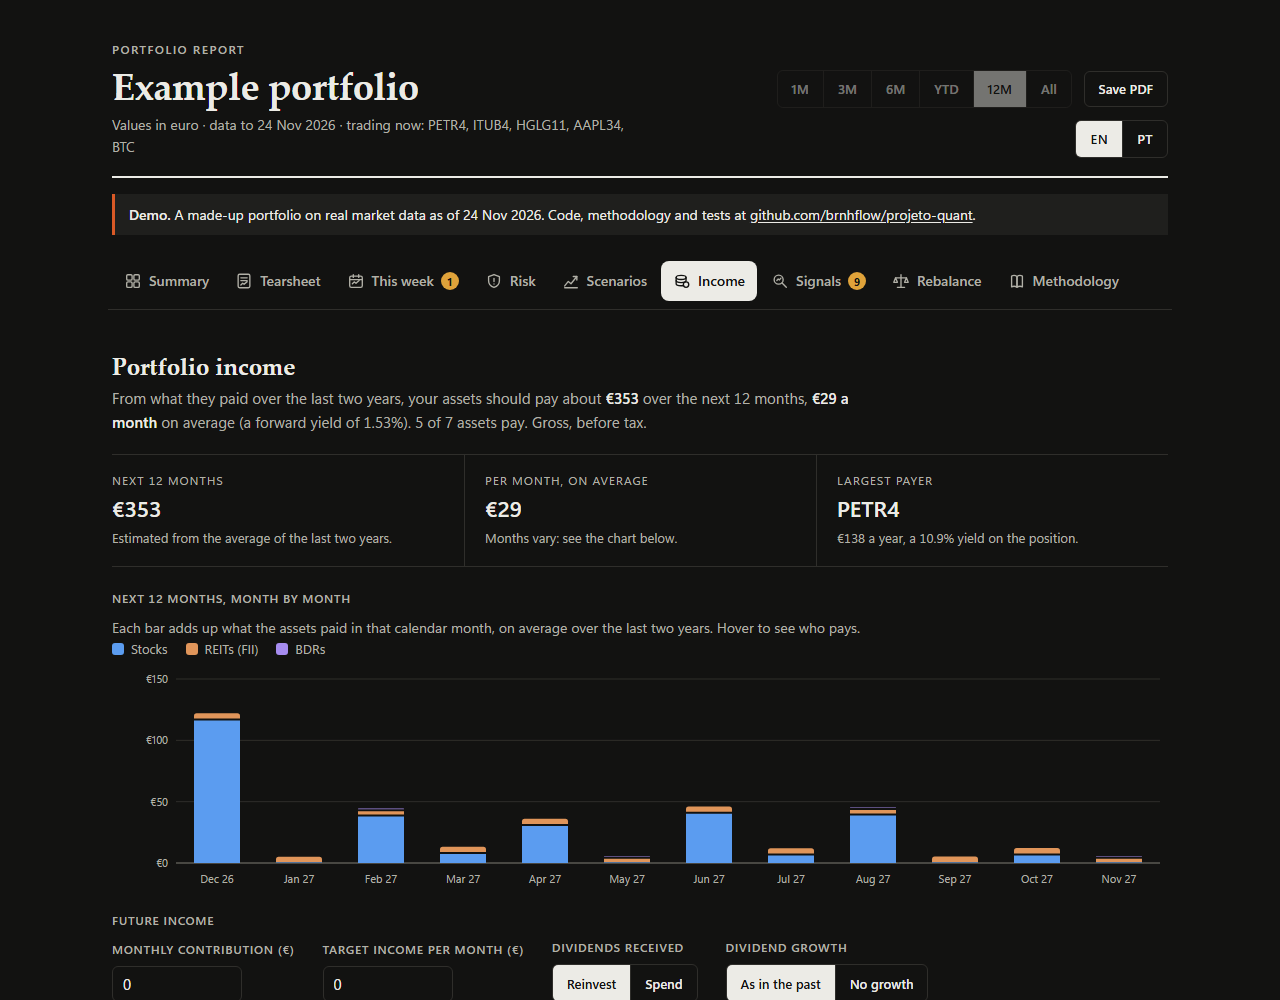 PORTFOLIO REPORT
Example portfolio
1M 3M 6M YTD 12M All Save PDF
Values in euro · data to 24 Nov 2026 · trading now: PETR4, ITUB4, HGLG11, AAPL34,
BTC
EN PT
Demo. A made-up portfolio on real market data as of 24 Nov 2026. Code, methodology and tests at github.com/brnhflow/projeto-quant.
Summary Tearsheet This week 1 Risk Scenarios Income Signals 9 Rebalance Methodology
Portfolio income
From what they paid over the last two years, your assets should pay about €353 over the next 12 months, €29 a
month on average (a forward yield of 1.53%). 5 of 7 assets pay. Gross, before tax.
NEXT 12 MONTHS
€353
Estimated from the average of the last two years.
PER MONTH, ON AVERAGE
€29
Months vary: see the chart below.
LARGEST PAYER
PETR4
€138 a year, a 10.9% yield on the position.
NEXT 12 MONTHS, MONTH BY MONTH
Each bar adds up what the assets paid in that calendar month, on average over the last two years. Hover to see who pays.
Stocks REITs (FII) BDRs
€150
€100
€50
€0
Dec 26 Jan 27 Feb 27 Mar 27 Apr 27 May 27 Jun 27 Jul 27 Aug 27 Sep 27 Oct 27 Nov 27
FUTURE INCOME
MONTHLY CONTRIBUTION (€) TARGET INCOME PER MONTH (€) DIVIDENDS RECEIVED DIVIDEND GROWTH
0 0 Reinvest Spend As in the past No growth